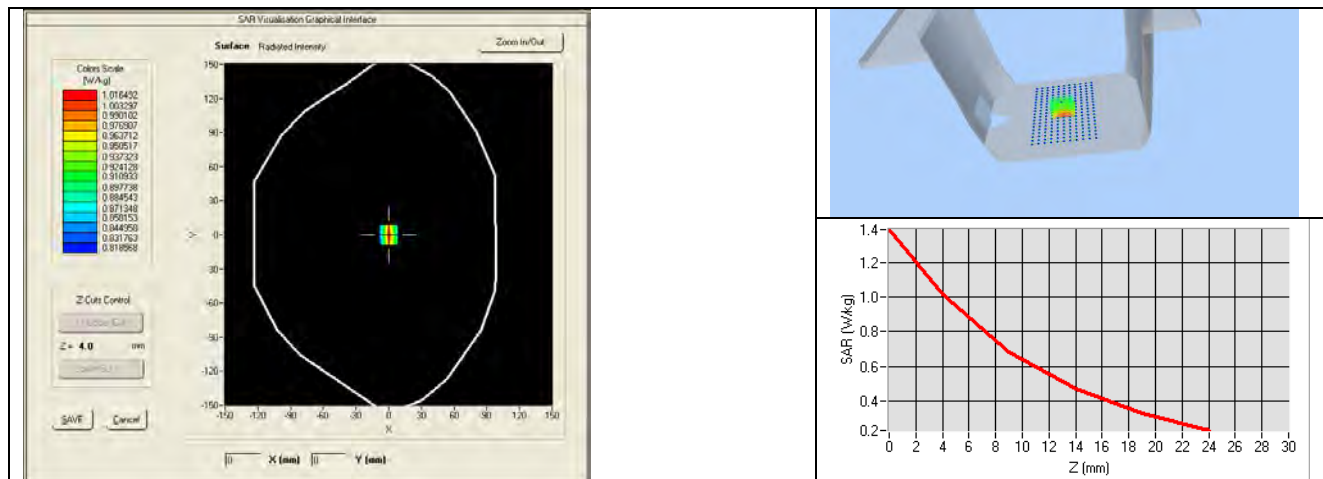 SAR Visualisation Graphical Interface
Surface Radiated Intensity
Zoom In/Out
Colors Scale
[W/kg]
1.016492
1.003297
0.990102
0.976907
0.963712
0.950517
0.937323
0.924128
0.910933
0.897738
0.884543
0.871348
0.858153
0.844958
0.831763
0.818568
150-
120-
90-
60-
30-
Y 0-
30-
-60-
-90-
-120-
-150-
-150 -120 -90 -60 -30 0 30 60 90 120 150
X
Z Cuts Control
Z = 4.0 mm
SAVE Cancel
0 X (mm) 0 Y (mm)
1.4-
1.2-
1.0-
0.8-
0.6-
0.4-
0.2-
SAR (W/kg)
0 2 4 6 8 10 12 14 16 18 20 22 24 26 28 30
Z (mm)